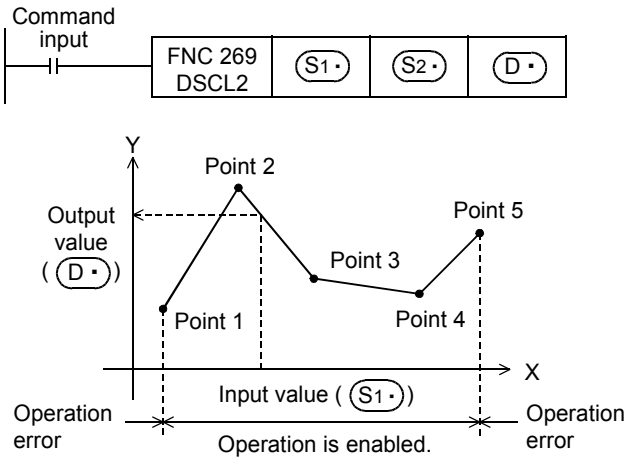 Command
input
FNC 269
DSCL2
S1・
S2・
D・
Y
Point 2
Output
value
( D・ )
Point 5
Point 3
Point 1
Point 4
X
Input value ( S1・ )
Operation
error
Operation is enabled.
Operation
error